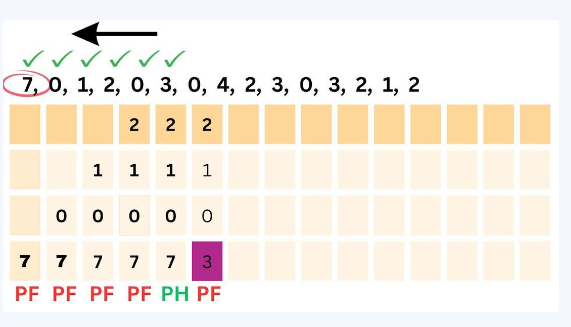 7, 0, 1, 2, 0, 3, 0, 4, 2, 3, 0, 3, 2, 1, 2
2 2 2
1 1 1 1
0 0 0 0 0
7 7 7 7 7 3
PF PF PF PF PH PF